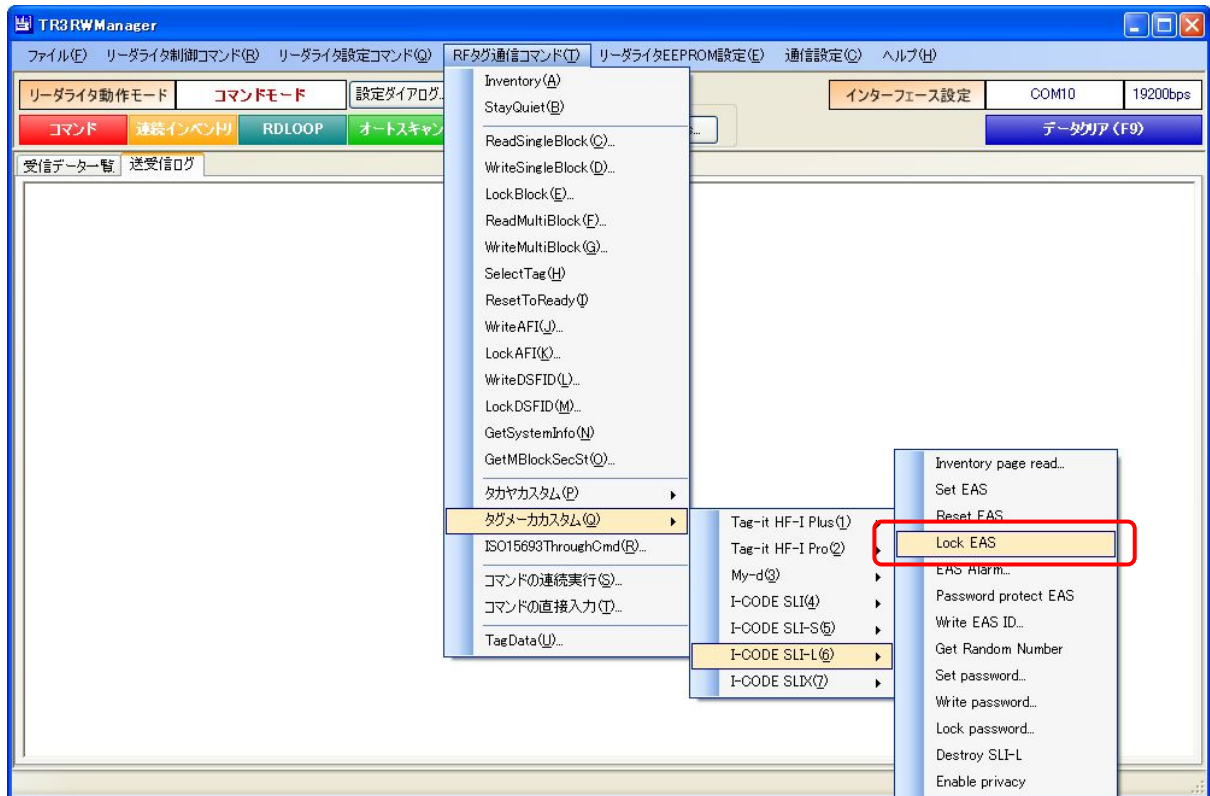 TR3RWManager
ファイル(F) リーダライタ制御コマンド(R) リーダライタ設定コマンド(Q) RFタグ通信コマンド(T) リーダライタEEPROM設定(E) 通信設定(C) ヘルプ(H)
リーダライタ動作モード コマンドモード 設定ダイアログ... インターフェース設定 COM10 19200bps
コマンド 連続インベントリ RDLOOP オートスキャン データクリア(F9)
受信データ一覧 送受信ログ
Inventory(A)
StayQuiet(B)
ReadSingleBlock(C)...
WriteSingleBlock(D)...
LockBlock(E)...
ReadMultiBlock(F)...
WriteMultiBlock(G)...
SelectTag(H)
ResetToReady(I)
WriteAFI(J)...
LockAFI(K)...
WriteDSFID(L)...
LockDSFID(M)...
GetSystemInfo(N)
GetMBlockSecSt(O)...
タカヤカスタム(P)
タグメーカカスタム(Q)
ISO15693ThroughCmd(R)...
コマンドの連続実行(S)...
コマンドの直接入力(T)...
TagData(U)...
Tag-it HF-I Plus(1)
Tag-it HF-I Pro(2)
My-d(3)
I-CODE SLI(4)
I-CODE SLI-S(5)
I-CODE SLI-L(6)
I-CODE SLIX(7)
Inventory page read...
Set EAS
Reset EAS
Lock EAS
EAS Alarm...
Password protect EAS
Write EAS ID...
Get Random Number
Set password...
Write password...
Lock password...
Destroy SLI-L
Enable privacy